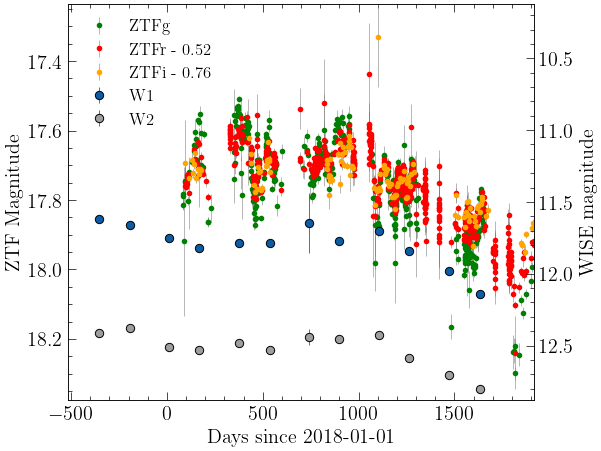 ZTFg
ZTFr - 0.52
ZTFi - 0.76
W1
W2
17.4
17.6
17.8
18.0
18.2
ZTF Magnitude
10.5
11.0
11.5
12.0
12.5
WISE magnitude
−500 0 500 1000 1500
Days since 2018-01-01